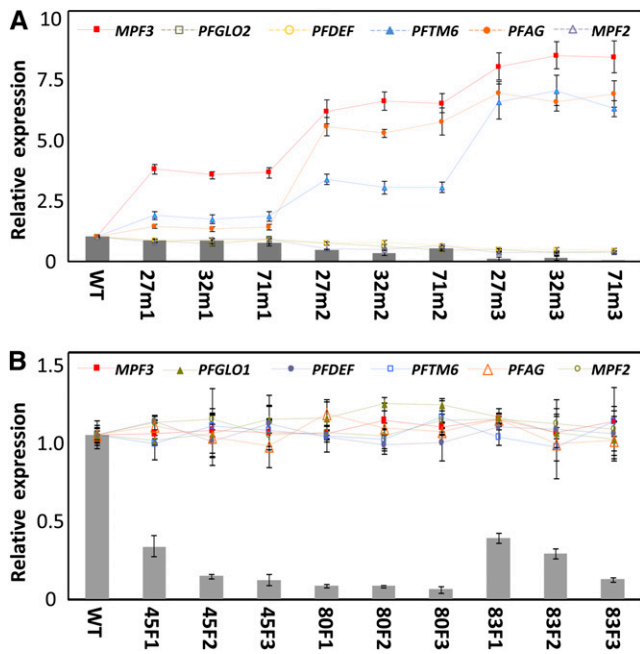 A
MPF3 PFGLO2 PFDEF PFTM6 PFAG MPF2
Relative expression
10
7.5
5.0
2.5
0
WT 27m1 32m1 71m1 27m2 32m2 71m2 27m3 32m3 71m3
B
MPF3 PFGLO1 PFDEF PFTM6 PFAG MPF2
Relative expression
1.5
1.0
0.5
0
WT 45F1 45F2 45F3 80F1 80F2 80F3 83F1 83F2 83F3